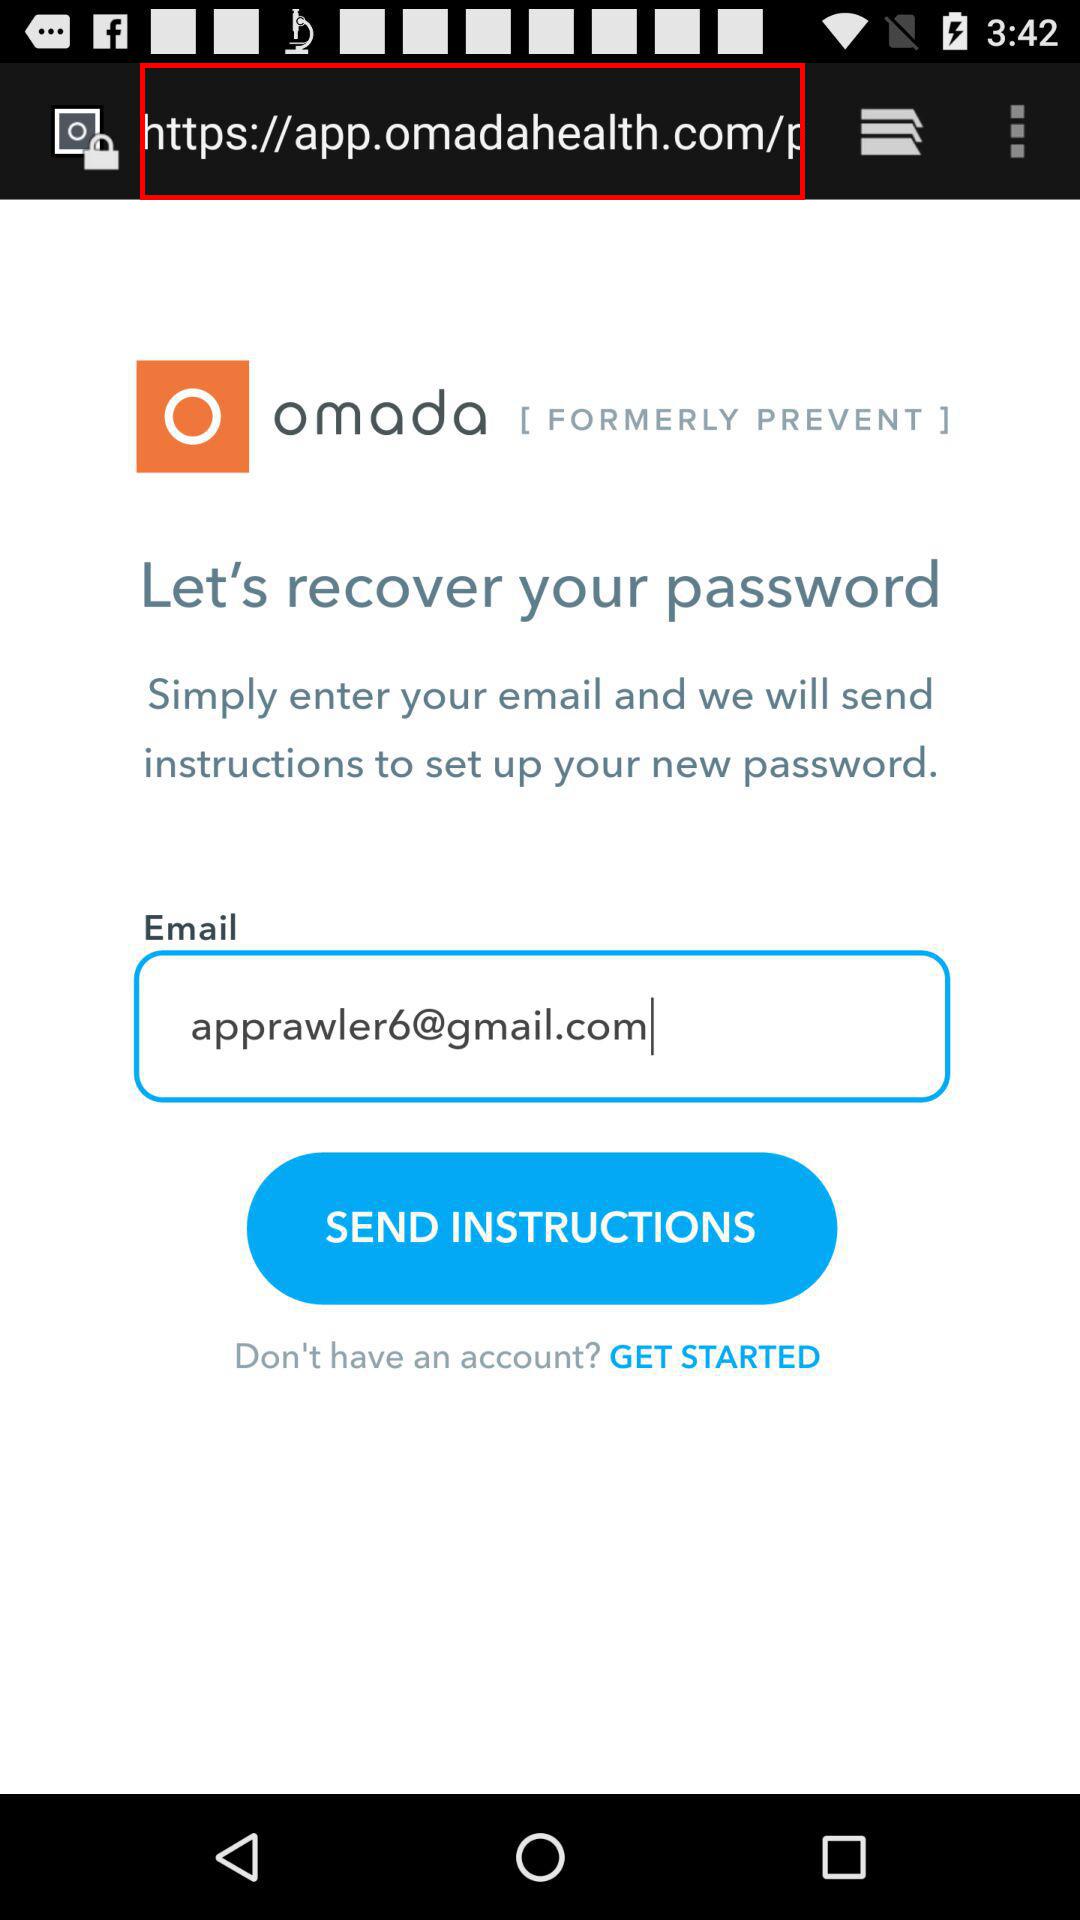 3:42
https://app.omadahealth.com/p
omada [ FORMERLY PREVENT ]
Let’s recover your password
Simply enter your email and we will send
instructions to set up your new password.
Email
apprawler6@gmail.com
SEND INSTRUCTIONS
Don't have an account? GET STARTED